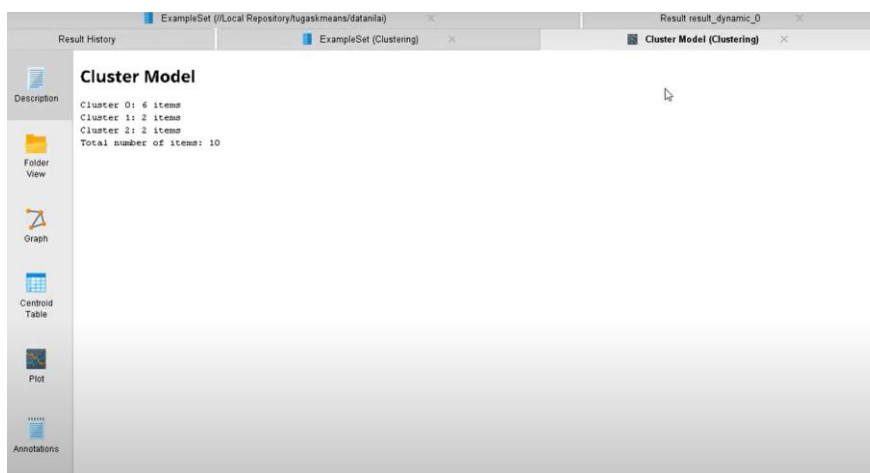 ExampleSet (//Local Repository/tugaskmeans/datanilai)
Result result_dynamic_0
Result History
ExampleSet (Clustering)
Cluster Model (Clustering)
Description
Folder
View
Graph
Centroid
Table
Plot
Annotations
Cluster Model
Cluster 0: 6 items
Cluster 1: 2 items
Cluster 2: 2 items
Total number of items: 10